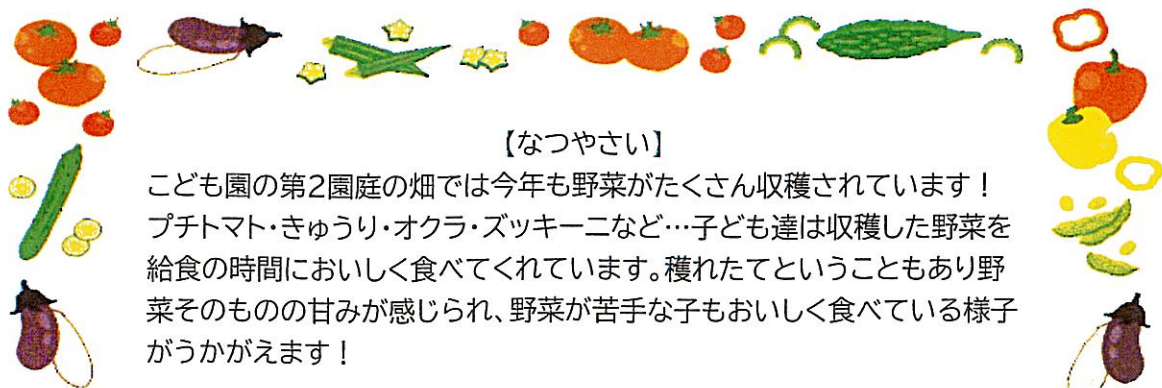 【なつやさい】
こども園の第2園庭の畑では今年も野菜がたくさん収穫されています！
プチトマト・きゅうり・オクラ・ズッキーニなど…子ども達は収穫した野菜を
給食の時間においしく食べてくれています。穫れたてということもあり野
菜そのものの甘みが感じられ、野菜が苦手な子もおいしく食べている様子
がうかがえます！